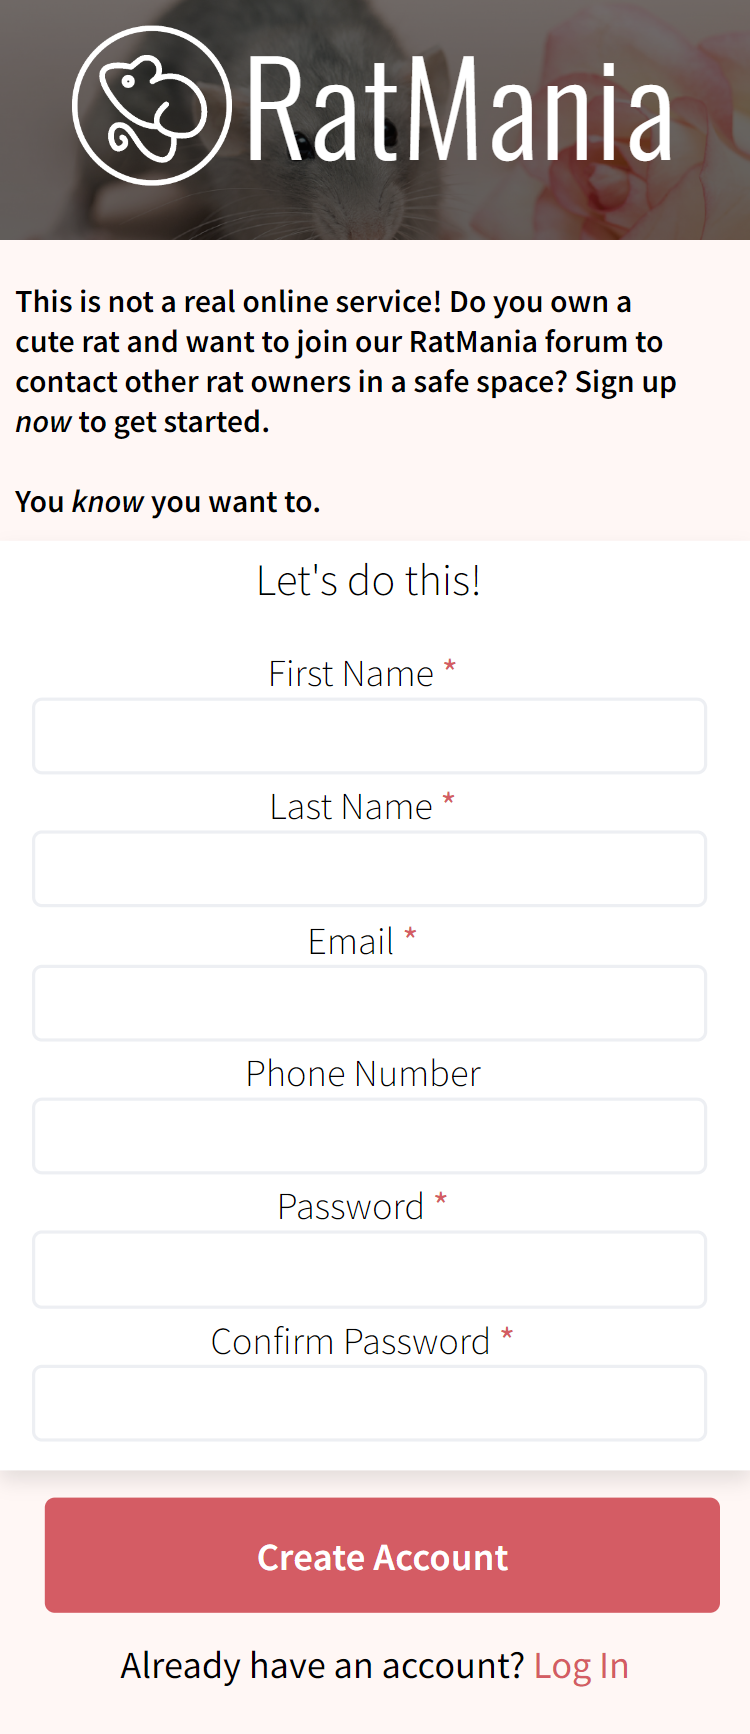 RatMania
This is not a real online service! Do you own a
cute rat and want to join our RatMania forum to
contact other rat owners in a safe space? Sign up
now to get started.
You know you want to.
Let's do this!
First Name *
Last Name *
Email *
Phone Number
Password *
Confirm Password *
Create Account
Already have an account? Log In